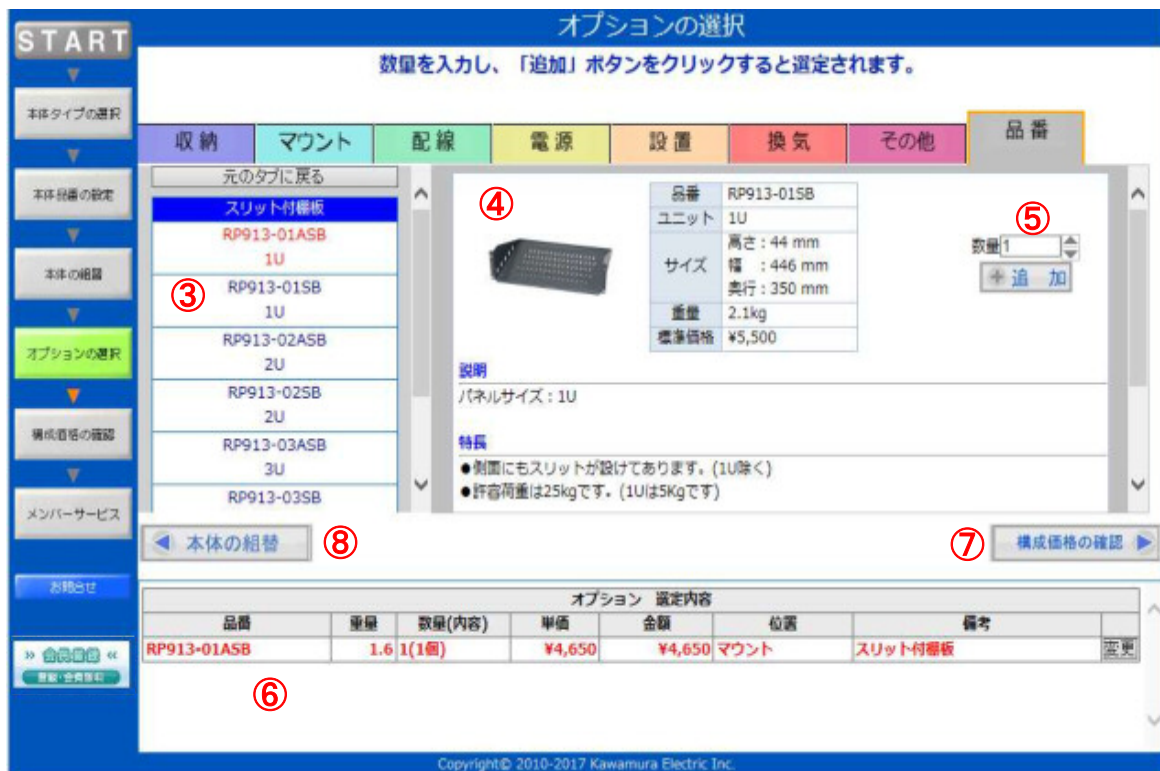 オプションの選択
START
数量を入力し、「追加」ボタンをクリックすると選定されます。
本体タイプの選択
本体品番の設定
本体の組替
オプションの選択
構成価格の確認
メンバーサービス
お問合せ
» 会員登録 «
収納 マウント 配線 電源 設置 換気 その他 品番
元のタブに戻る
スリット付棚板
RP913-01ASB
1U
③
RP913-01SB
1U
RP913-02ASB
2U
RP913-02SB
2U
RP913-03ASB
3U
RP913-03SB
④
品番 RP913-01SB
ユニット 1U
サイズ 高さ:44 mm
幅 :446 mm
奥行:350 mm
重量 2.1kg
標準価格 ¥5,500
⑤
数量 1
追 加
説明
パネルサイズ:1U
特長
●側面にもスリットが設けてあります。(1U除く)
●許容荷重は25kgです。(1Uは5Kgです)
本体の組替 ⑧
⑦ 構成価格の確認
オプション 選定内容
品番 重量 数量(内容) 単価 金額 位置 備考
RP913-01ASB 1.6 1(1個) ¥4,650 ¥4,650 マウント スリット付棚板 変更
⑥
Copyright© 2010-2017 Kawamura Electric Inc.